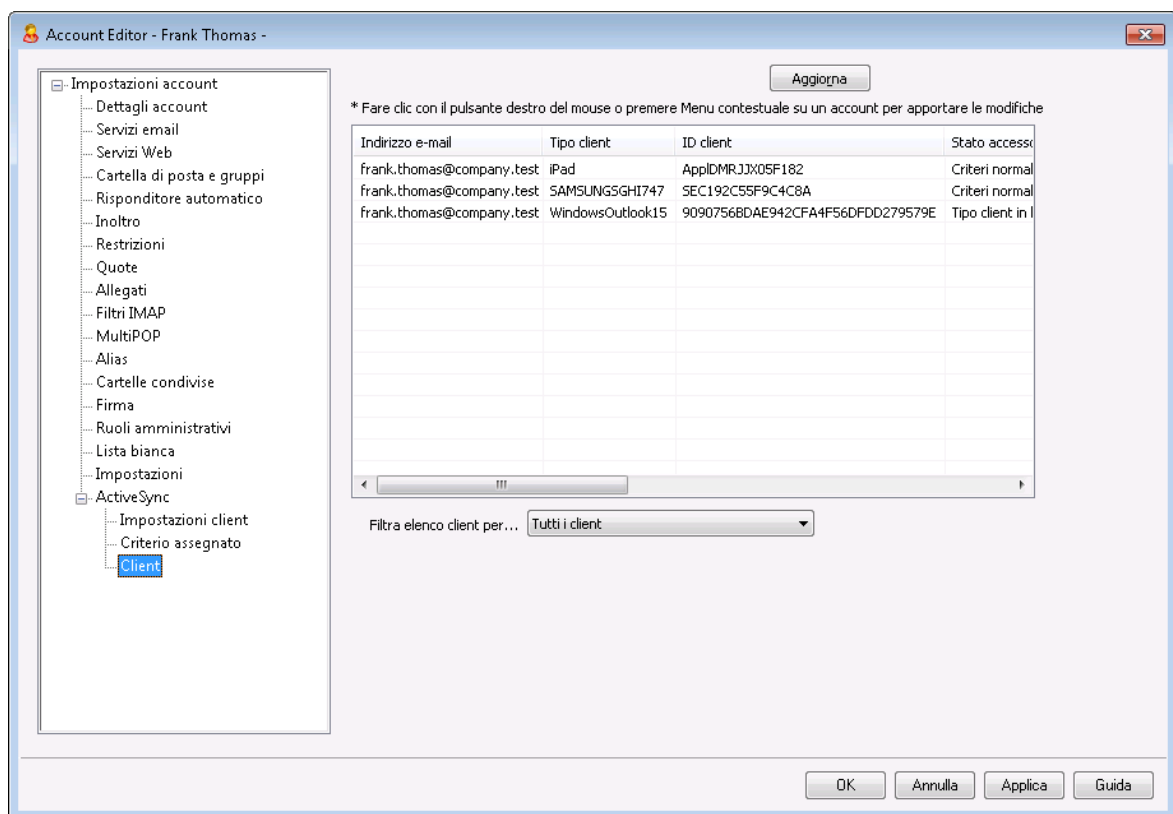 Account Editor - Frank Thomas -
Impostazioni account
Dettagli account
Servizi email
Servizi Web
Cartella di posta e gruppi
Risponditore automatico
Inoltro
Restrizioni
Quote
Allegati
Filtri IMAP
MultiPOP
Alias
Cartelle condivise
Firma
Ruoli amministrativi
Lista bianca
Impostazioni
ActiveSync
Impostazioni client
Criterio assegnato
Client
Aggiorna
* Fare clic con il pulsante destro del mouse o premere Menu contestuale su un account per apportare le modifiche
Indirizzo e-mail Tipo client ID client Stato accesso
frank.thomas@company.test iPad ApplDMRJJX05F182 Criteri normal
frank.thomas@company.test SAMSUNGSGHI747 SEC192C55F9C4C8A Criteri normal
frank.thomas@company.test WindowsOutlook15 9090756BDAE942CFA4F56DFDD279579E Tipo client in l
Filtra elenco client per... Tutti i client
OK Annulla Applica Guida